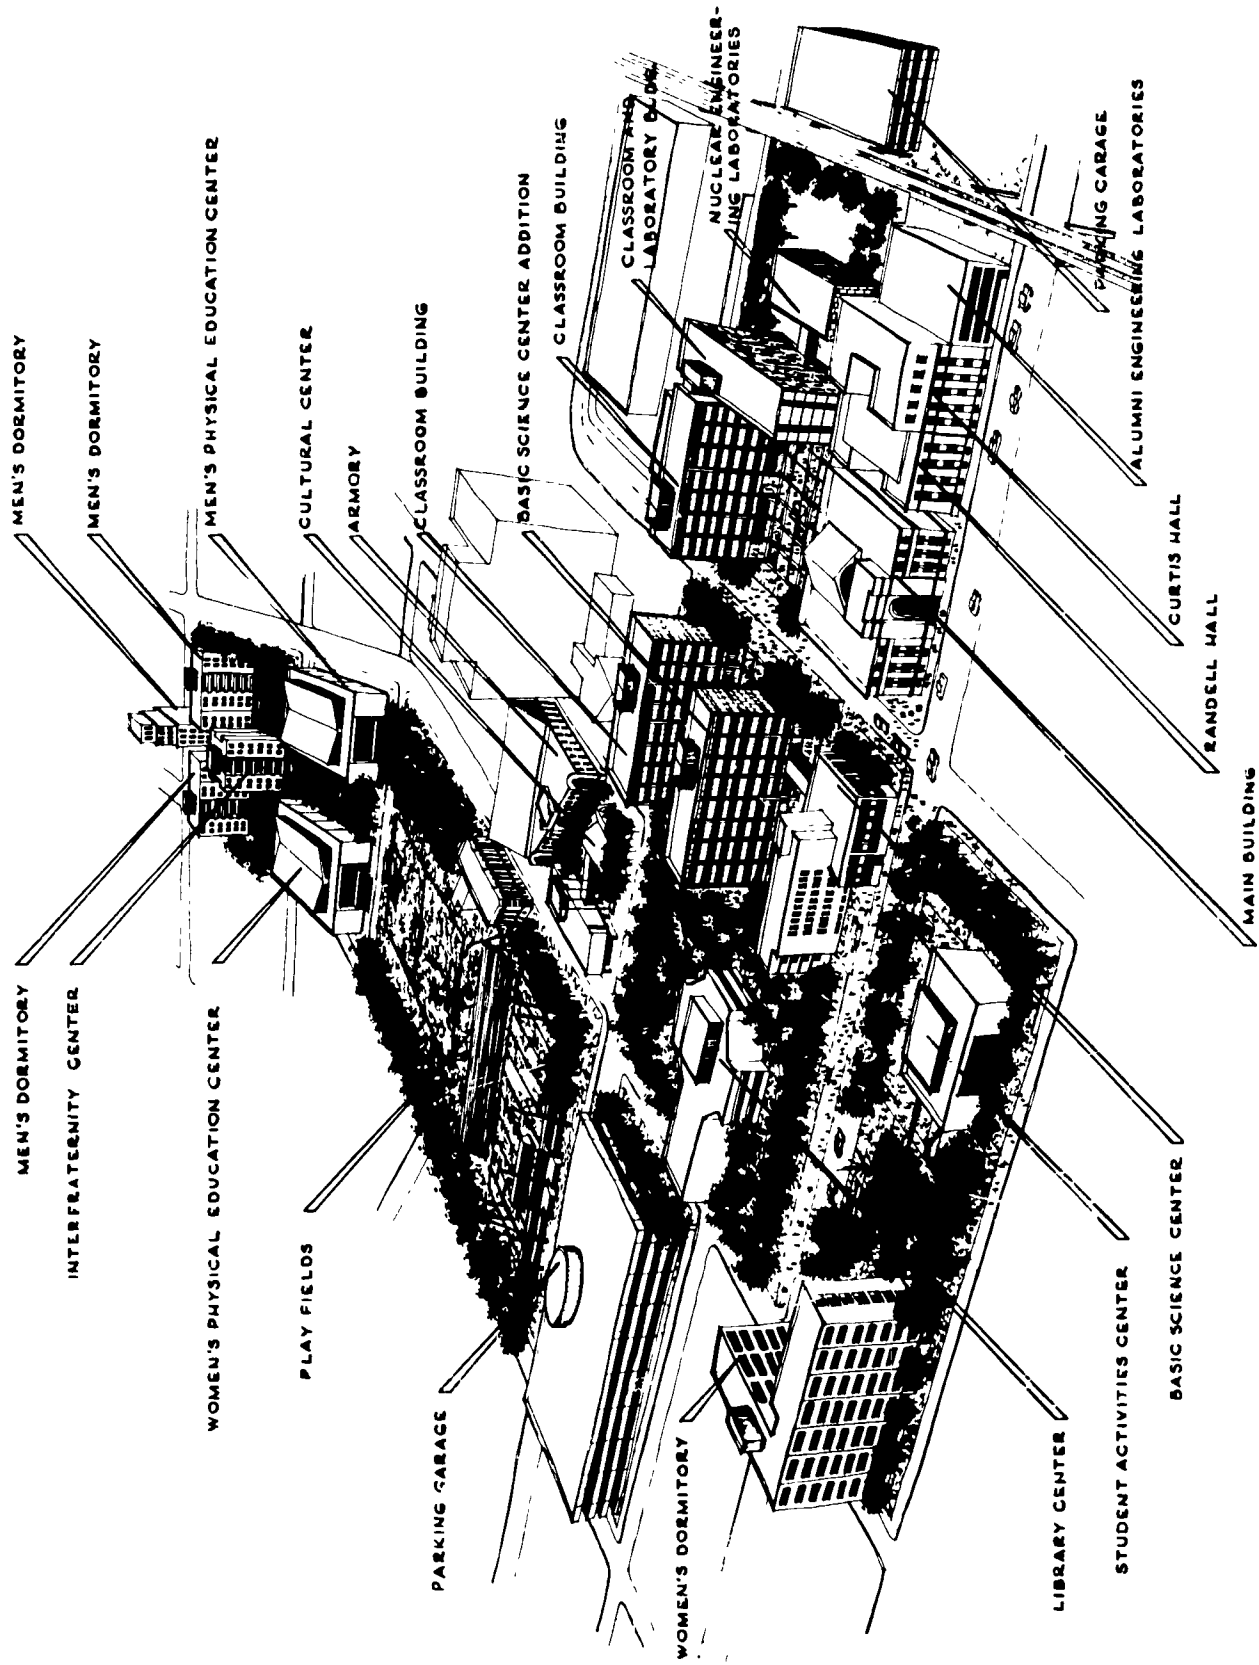 MEN'S DORMITORY
INTERFRATERNITY CENTER
WOMEN'S PHYSICAL EDUCATION CENTER
PLAY FIELDS
PARKING GARAGE
WOMEN'S DORMITORY
MEN'S DORMITORY
MEN'S DORMITORY
MEN'S PHYSICAL EDUCATION CENTER
CULTURAL CENTER
ARMORY
CLASSROOM BUILDING
BASIC SCIENCE CENTER ADDITION
CLASSROOM BUILDING
CLASSROOM AND
LABORATORY BLDG.
NUCLEAR ENGINEER-
ING LABORATORIES
LIBRARY CENTER
STUDENT ACTIVITIES CENTER
BASIC SCIENCE CENTER
MAIN BUILDING
RANDELL HALL
CURTIS HALL
ALUMNI ENGINEERING LABORATORIES
PARKING GARAGE